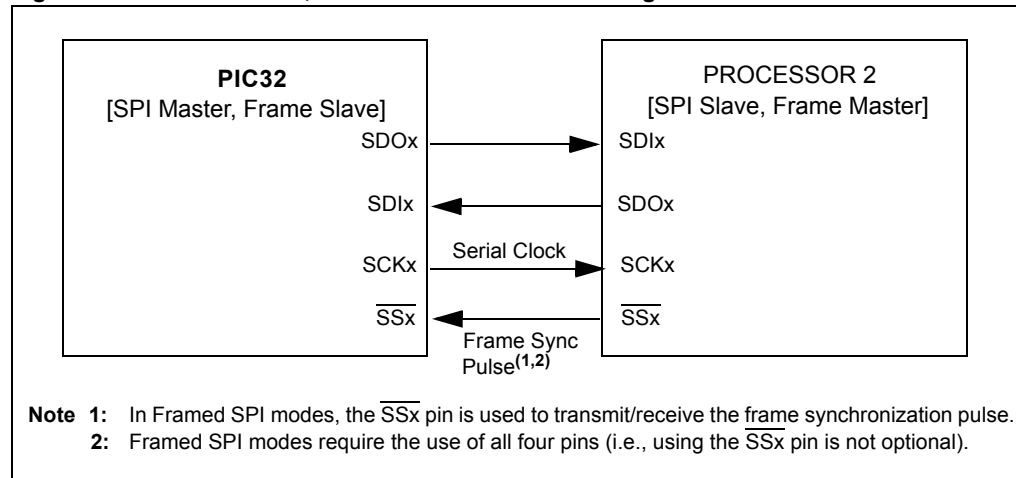 PIC32
[SPI Master, Frame Slave]
PROCESSOR 2
[SPI Slave, Frame Master]
SDOx
SDIx
SDIx
SDOx
Serial Clock
SCKx
SCKx
SSx
SSx
Frame Sync
Pulse(1,2)
Note 1: In Framed SPI modes, the SSx pin is used to transmit/receive the frame synchronization pulse.
2: Framed SPI modes require the use of all four pins (i.e., using the SSx pin is not optional).